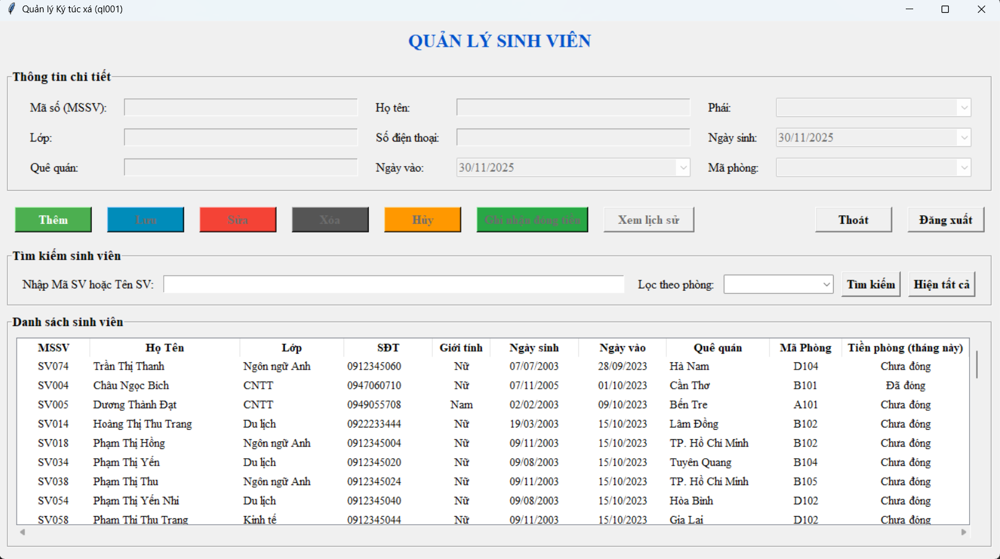 Quản lý Ký túc xá (ql001)
QUẢN LÝ SINH VIÊN
Thông tin chi tiết
Mã số (MSSV): Họ tên: Phái:
Lớp: Số điện thoại: Ngày sinh: 30/11/2025
Quê quán: Ngày vào: 30/11/2025 Mã phòng:
Thêm Lưu Sửa Xóa Hủy Ghi nhận đóng tiền Xem lịch sử Thoát Đăng xuất
Tìm kiếm sinh viên
Nhập Mã SV hoặc Tên SV: Lọc theo phòng: Tìm kiếm Hiện tất cả
Danh sách sinh viên
MSSV Họ Tên Lớp SĐT Giới tính Ngày sinh Ngày vào Quê quán Mã Phòng Tiền phòng (tháng này)
SV074 Trần Thị Thanh Ngôn ngữ Anh 0912345060 Nữ 07/07/2003 28/09/2023 Hà Nam D104 Chưa đóng
SV004 Châu Ngọc Bích CNTT 0947060710 Nữ 07/11/2005 01/10/2023 Cần Thơ B101 Đã đóng
SV005 Dương Thành Đạt CNTT 0949055708 Nam 02/02/2003 09/10/2023 Bến Tre A101 Chưa đóng
SV014 Hoàng Thị Thu Trang Du lịch 0922233444 Nữ 19/03/2003 15/10/2023 Lâm Đồng B102 Chưa đóng
SV018 Phạm Thị Hồng Ngôn ngữ Anh 0912345004 Nữ 09/11/2003 15/10/2023 TP. Hồ Chí Minh B102 Chưa đóng
SV034 Phạm Thị Yến Du lịch 0912345020 Nữ 09/08/2003 15/10/2023 Tuyên Quang B104 Chưa đóng
SV038 Phạm Thị Thu Ngôn ngữ Anh 0912345024 Nữ 09/11/2003 15/10/2023 TP. Hồ Chí Minh B105 Chưa đóng
SV054 Phạm Thị Yến Nhi Du lịch 0912345040 Nữ 09/08/2003 15/10/2023 Hòa Bình D102 Chưa đóng
SV058 Phạm Thị Thu Trang Kinh tế 0912345044 Nữ 09/11/2003 15/10/2023 Gia Lai D102 Chưa đóng